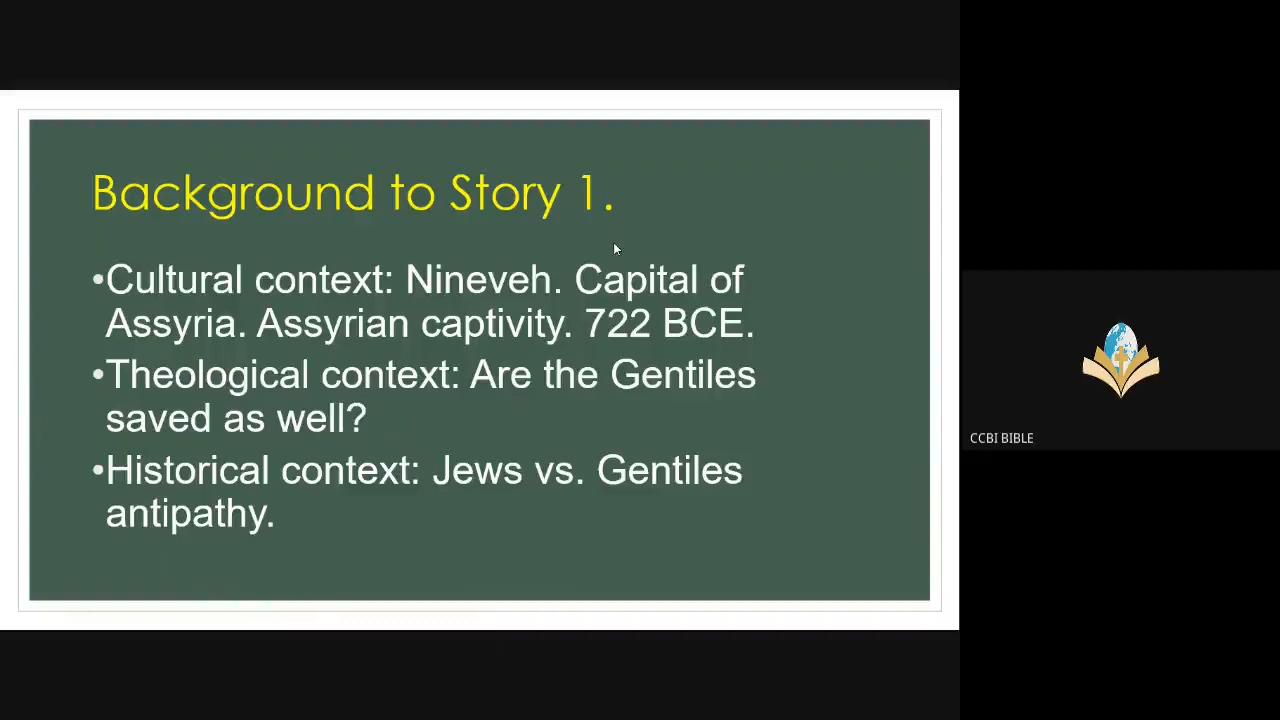 Background to Story 1.
•Cultural context: Nineveh. Capital of
Assyria. Assyrian captivity. 722 BCE.
•Theological context: Are the Gentiles
saved as well?
•Historical context: Jews vs. Gentiles
antipathy.
CCBI BIBLE